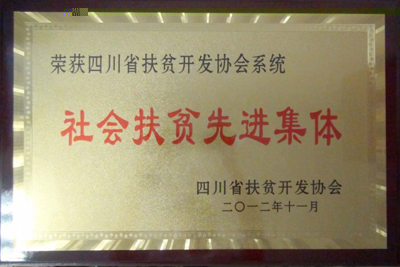 荣获四川省扶贫开发协会系统
社会扶贫先进集体
四川省扶贫开发协会
二〇一二年十一月